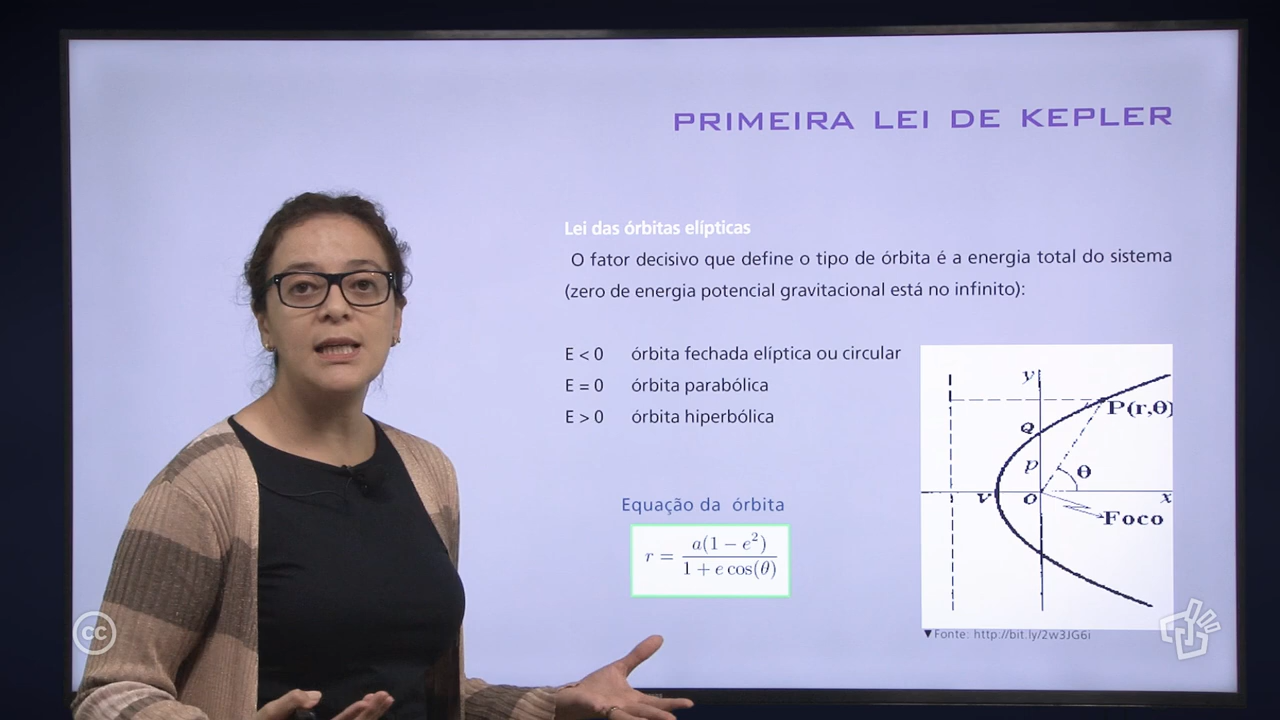 PRIMEIRA LEI DE KEPLER
Lei das órbitas elípticas
O fator decisivo que define o tipo de órbita é a energia total do sistema
(zero de energia potencial gravitacional está no infinito):
E < 0 órbita fechada elíptica ou circular
E = 0 órbita parabólica
E > 0 órbita hiperbólica
y
P(r,θ)
Q
p
θ
V
O
x
Foco
Equação da órbita
r = a(1 − e²) / 1 + e cos(θ)
▼Fonte: http://bit.ly/2w3JG6i
cc